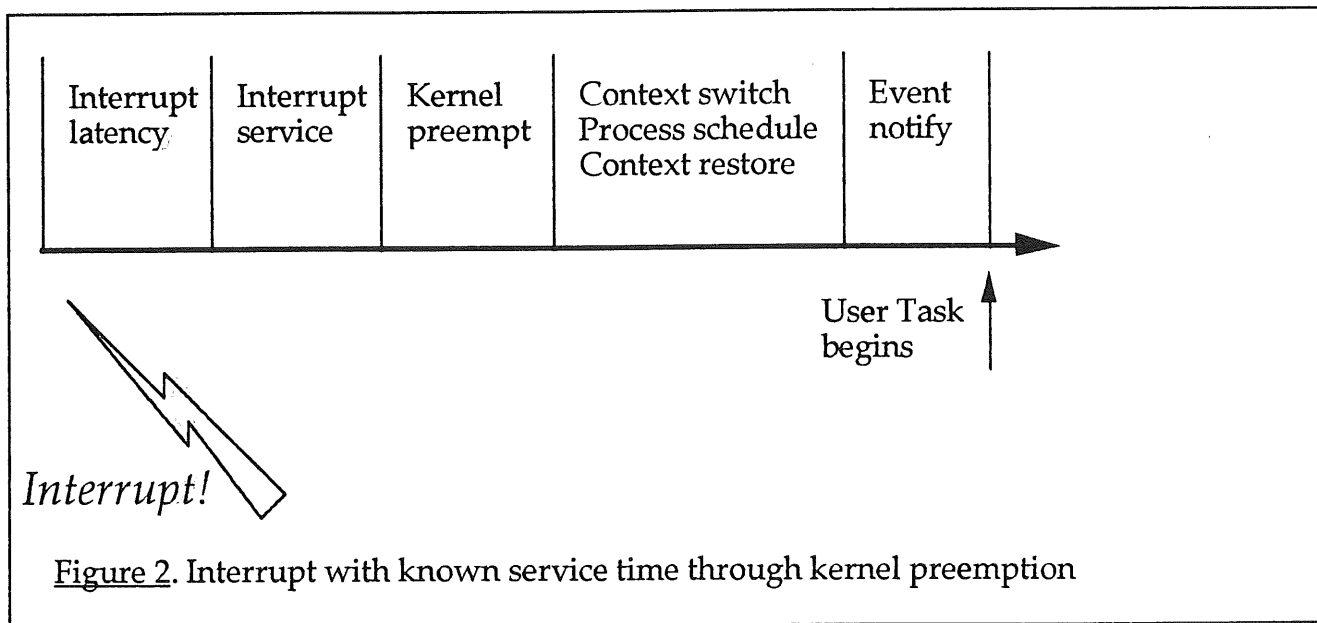 Interrupt
latency
Interrupt
service
Kernel
preempt
Context switch
Process schedule
Context restore
Event
notify
User Task
begins
Interrupt!
Figure 2. Interrupt with known service time through kernel preemption